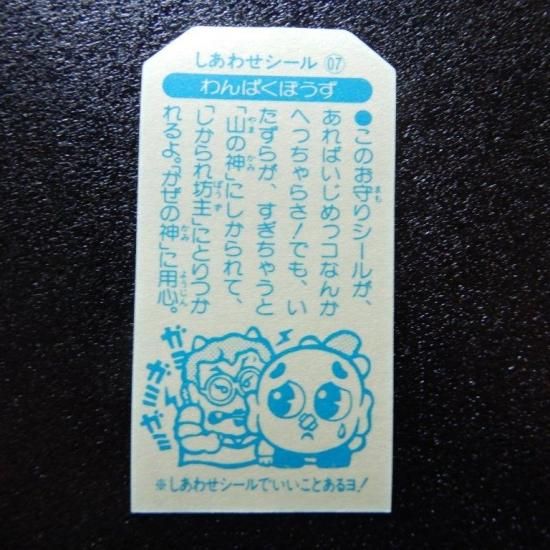 しあわせシール 07
わんぱくぼうず
●このお守りシールが、
あればいじめっコなんか
へっちゃらさ!でも、い
たずらが、すぎちゃうと
「山の神」にしかられて、
「しかられ坊主」にとりつか
れるよ。「かぜの神」に用心。
ガミ
ガミ
ガミ
※しあわせシールでいいことあるヨ!